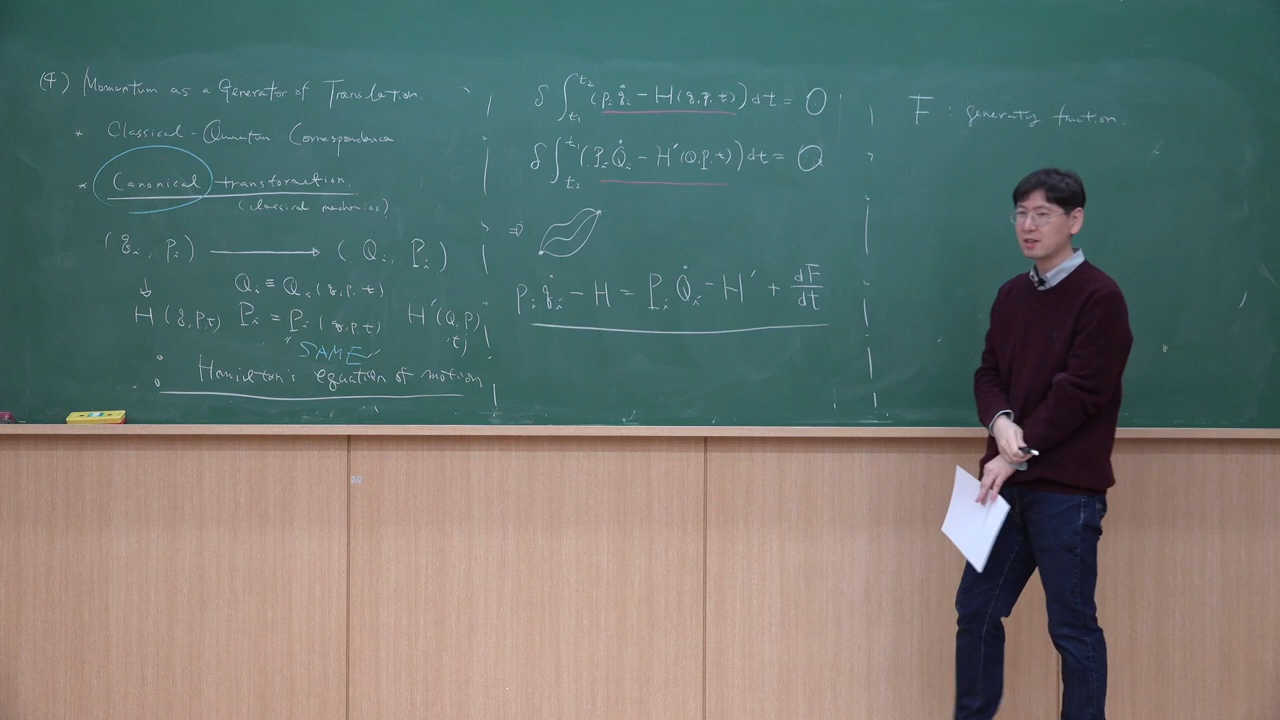 (4) Momentum as a Generator of Translation.
* Classical-Quantum Correspondence
* Canonical transformation.
(classical mechanics)
(q_i, p_i) → (Q_i, P_i)
↓ Q_i ≡ Q_i(q,p,t)
H(q,p,t) P_i = P_i(q,p,t) H'(Q,P,t)
"SAME"
: Hamilton's equation of motion
δ∫_{t_1}^{t_2}(p_i q̇_i − H(q,p,t))dt = 0
δ∫_{t_2}^{t_1}(P_i Q̇_i − H'(Q,P,t))dt = 0
⇒
p_i q̇_i − H = P_i Q̇_i − H' + dF/dt
F : generating function.